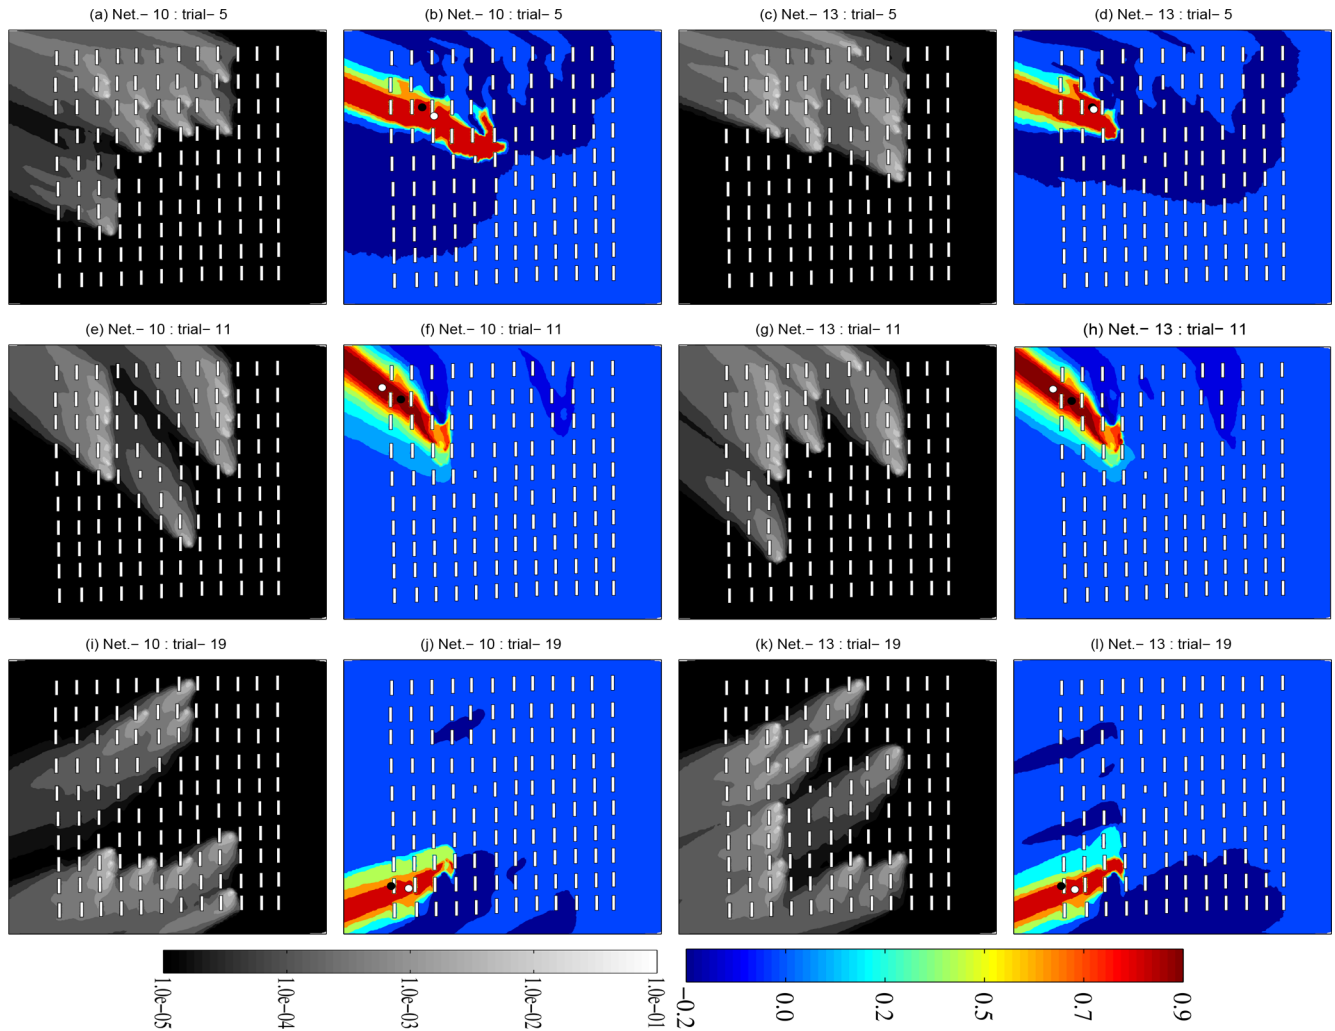 (a) Net.− 10 : trial− 5
(b) Net.− 10 : trial− 5
(c) Net.− 13 : trial− 5
(d) Net.− 13 : trial− 5
(e) Net.− 10 : trial− 11
(f) Net.− 10 : trial− 11
(g) Net.− 13 : trial− 11
(h) Net.− 13 : trial− 11
(i) Net.− 10 : trial− 19
(j) Net.− 10 : trial− 19
(k) Net.− 13 : trial− 19
(l) Net.− 13 : trial− 19
1.0e−05
1.0e−04
1.0e−03
1.0e−02
1.0e−01
−0.2
0.0
0.2
0.5
0.7
0.9